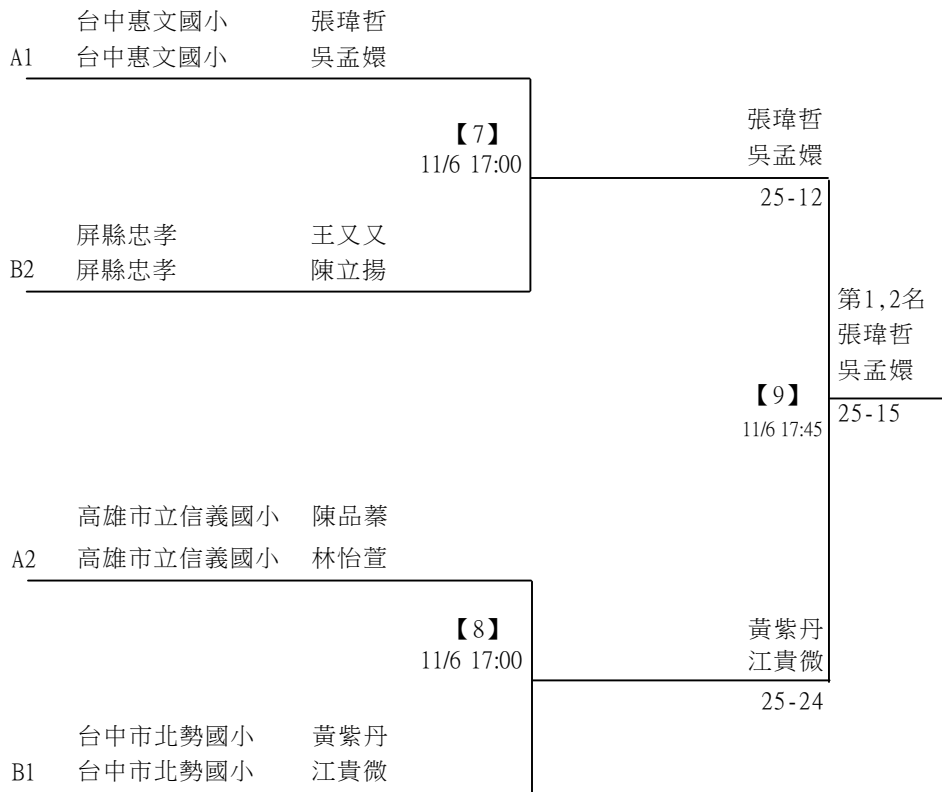 台中惠文國小 張瑋哲
A1 台中惠文國小 吳孟嬛
【7】
11/6 17:00
張瑋哲
吳孟嬛
25-12
屏縣忠孝 王又又
B2 屏縣忠孝 陳立揚
第1,2名
張瑋哲
吳孟嬛
【9】
11/6 17:45
25-15
高雄市立信義國小 陳品蓁
A2 高雄市立信義國小 林怡萱
【8】
11/6 17:00
黃紫丹
江貴微
25-24
台中市北勢國小 黃紫丹
B1 台中市北勢國小 江貴微